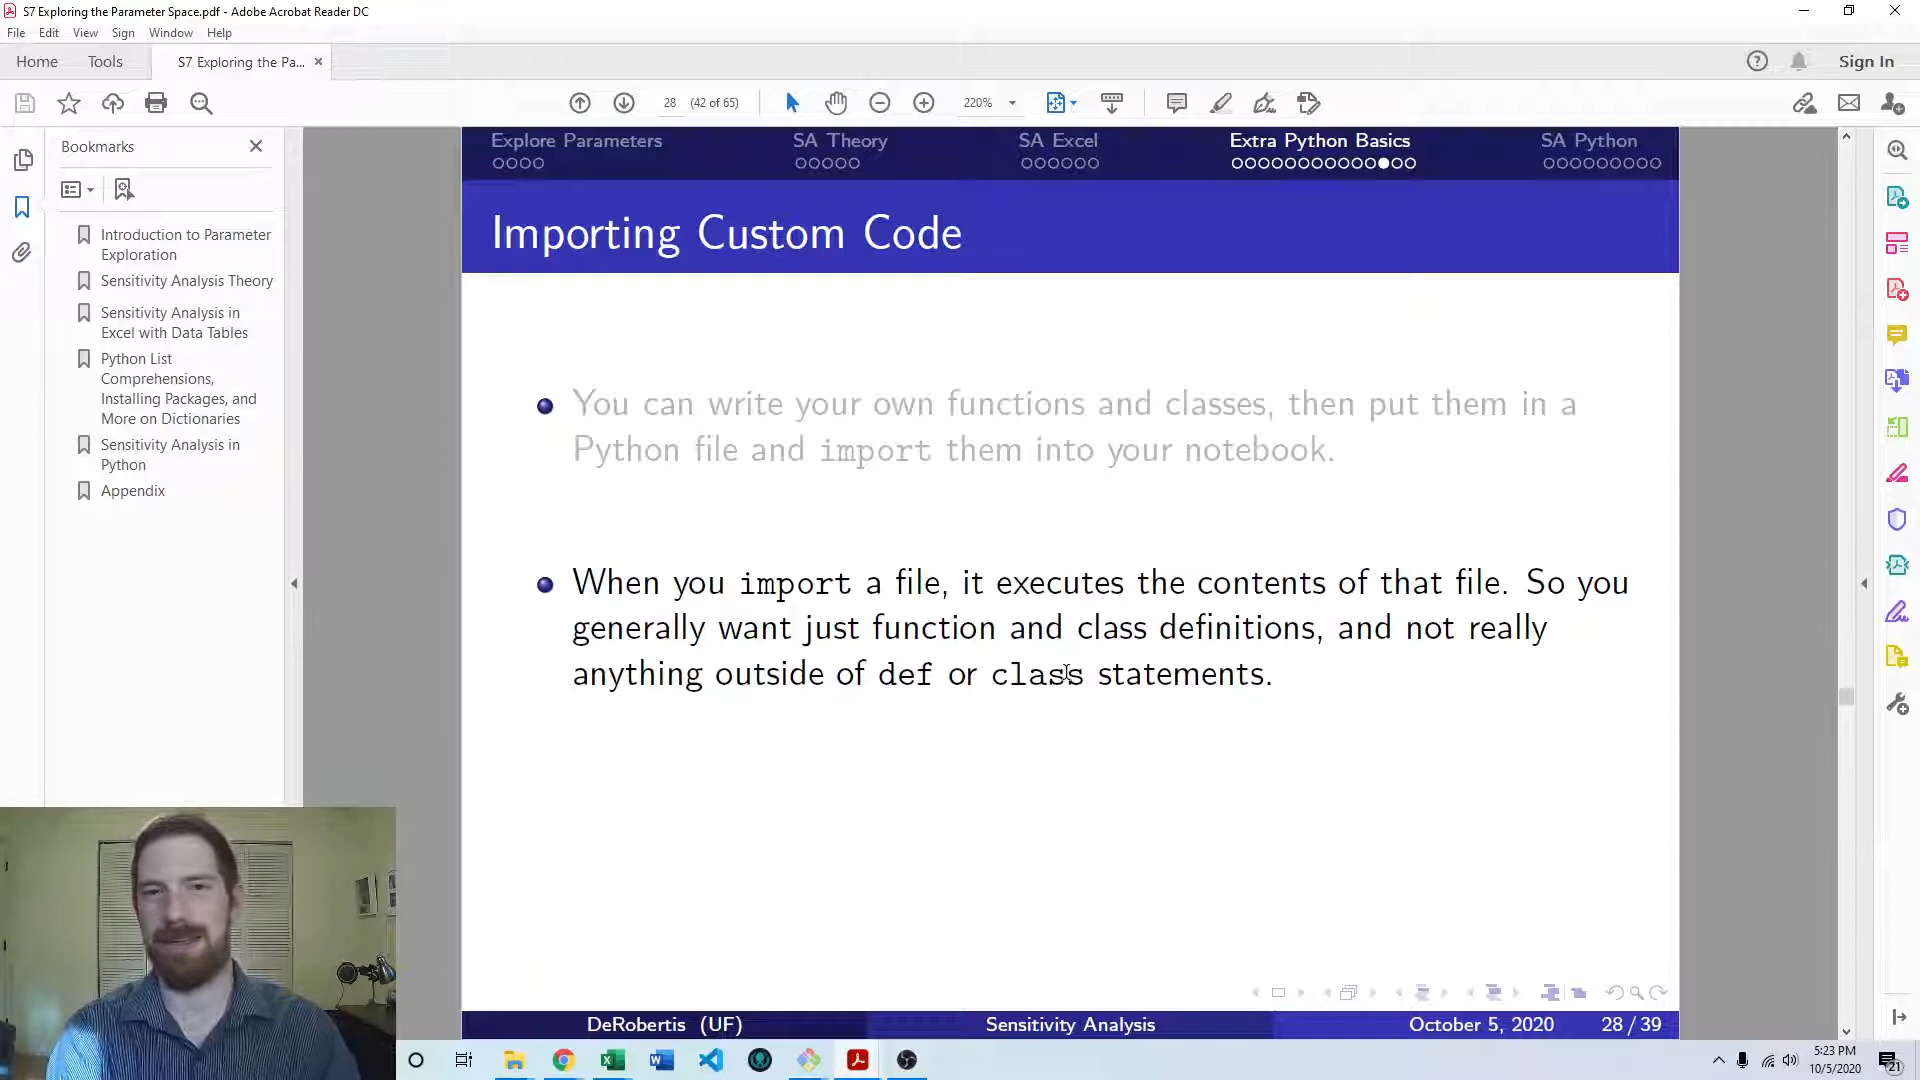 S7 Exploring the Parameter Space.pdf - Adobe Acrobat Reader DC
File Edit View Sign Window Help
Home Tools S7 Exploring the Pa... Sign In
28 (42 of 65) 220%
Bookmarks
Introduction to Parameter
Exploration
Sensitivity Analysis Theory
Sensitivity Analysis in
Excel with Data Tables
Python List
Comprehensions,
Installing Packages, and
More on Dictionaries
Sensitivity Analysis in
Python
Appendix
Explore Parameters SA Theory SA Excel Extra Python Basics SA Python
Importing Custom Code
You can write your own functions and classes, then put them in a
Python file and import them into your notebook.
When you import a file, it executes the contents of that file. So you
generally want just function and class definitions, and not really
anything outside of def or class statements.
DeRobertis (UF) Sensitivity Analysis October 5, 2020 28 / 39
5:23 PM
10/5/2020
21